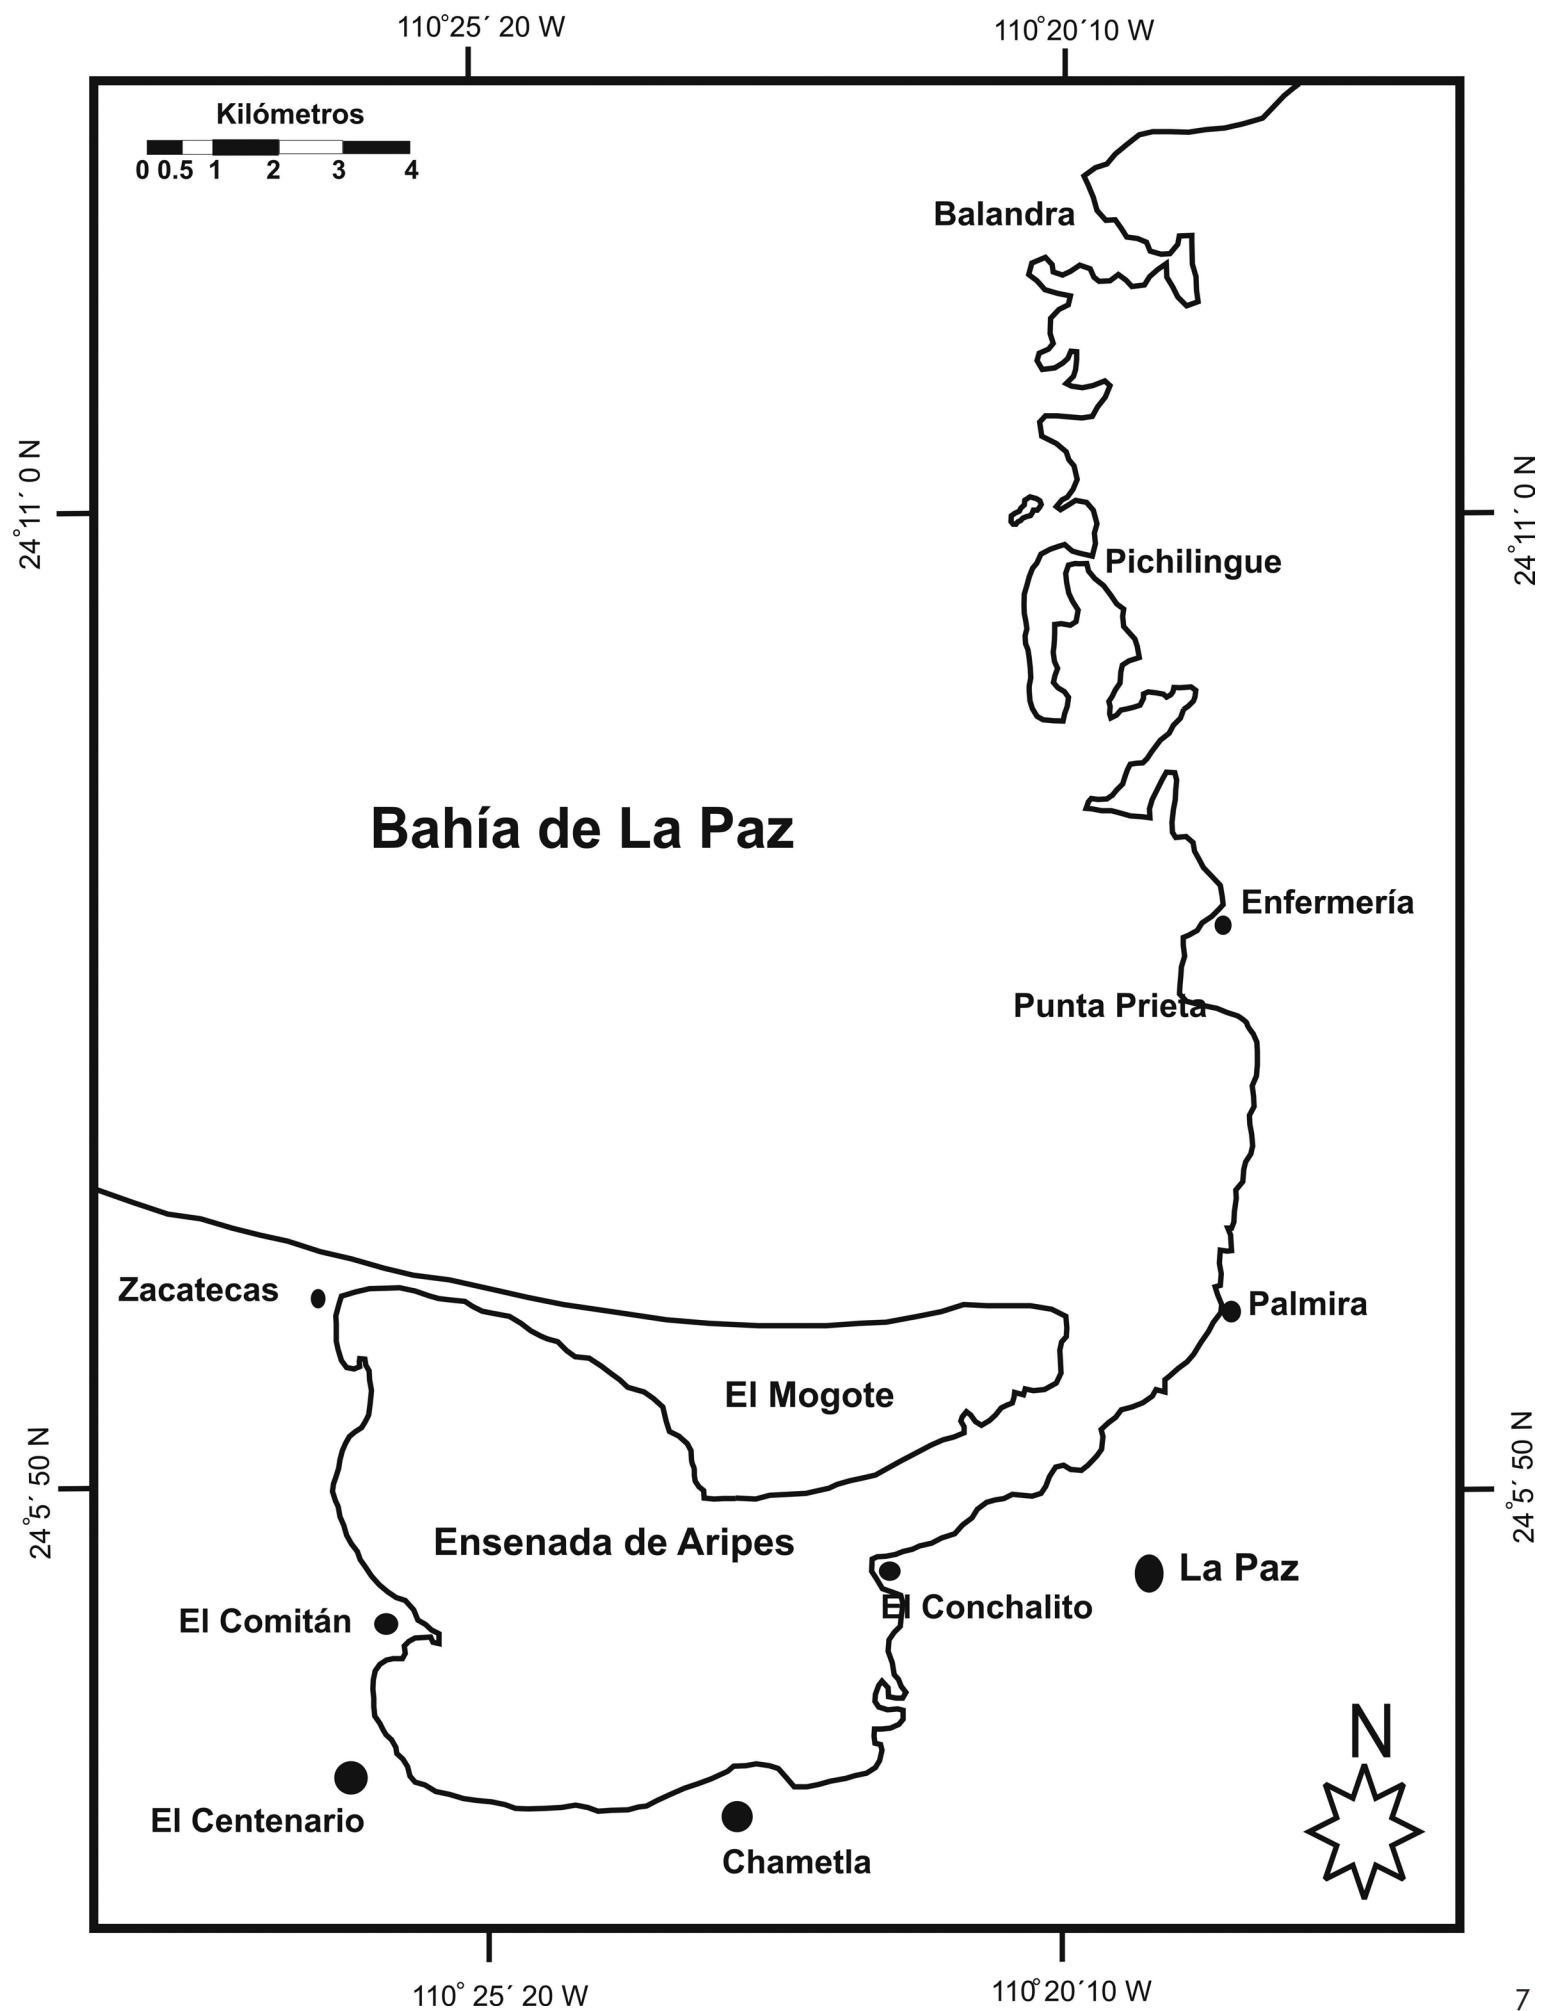 110°25´ 20 W
110°20´10 W
Kilómetros
0 0.5 1 2 3 4
Balandra
24°11´ 0 N
24°11´ 0 N
Pichilingue
Bahía de La Paz
Enfermería
Punta Prieta
Zacatecas
Palmira
El Mogote
24°5´ 50 N
24°5´ 50 N
Ensenada de Aripes
La Paz
El Conchalito
El Comitán
N
El Centenario
Chametla
110° 25´ 20 W
110°20´10 W
7